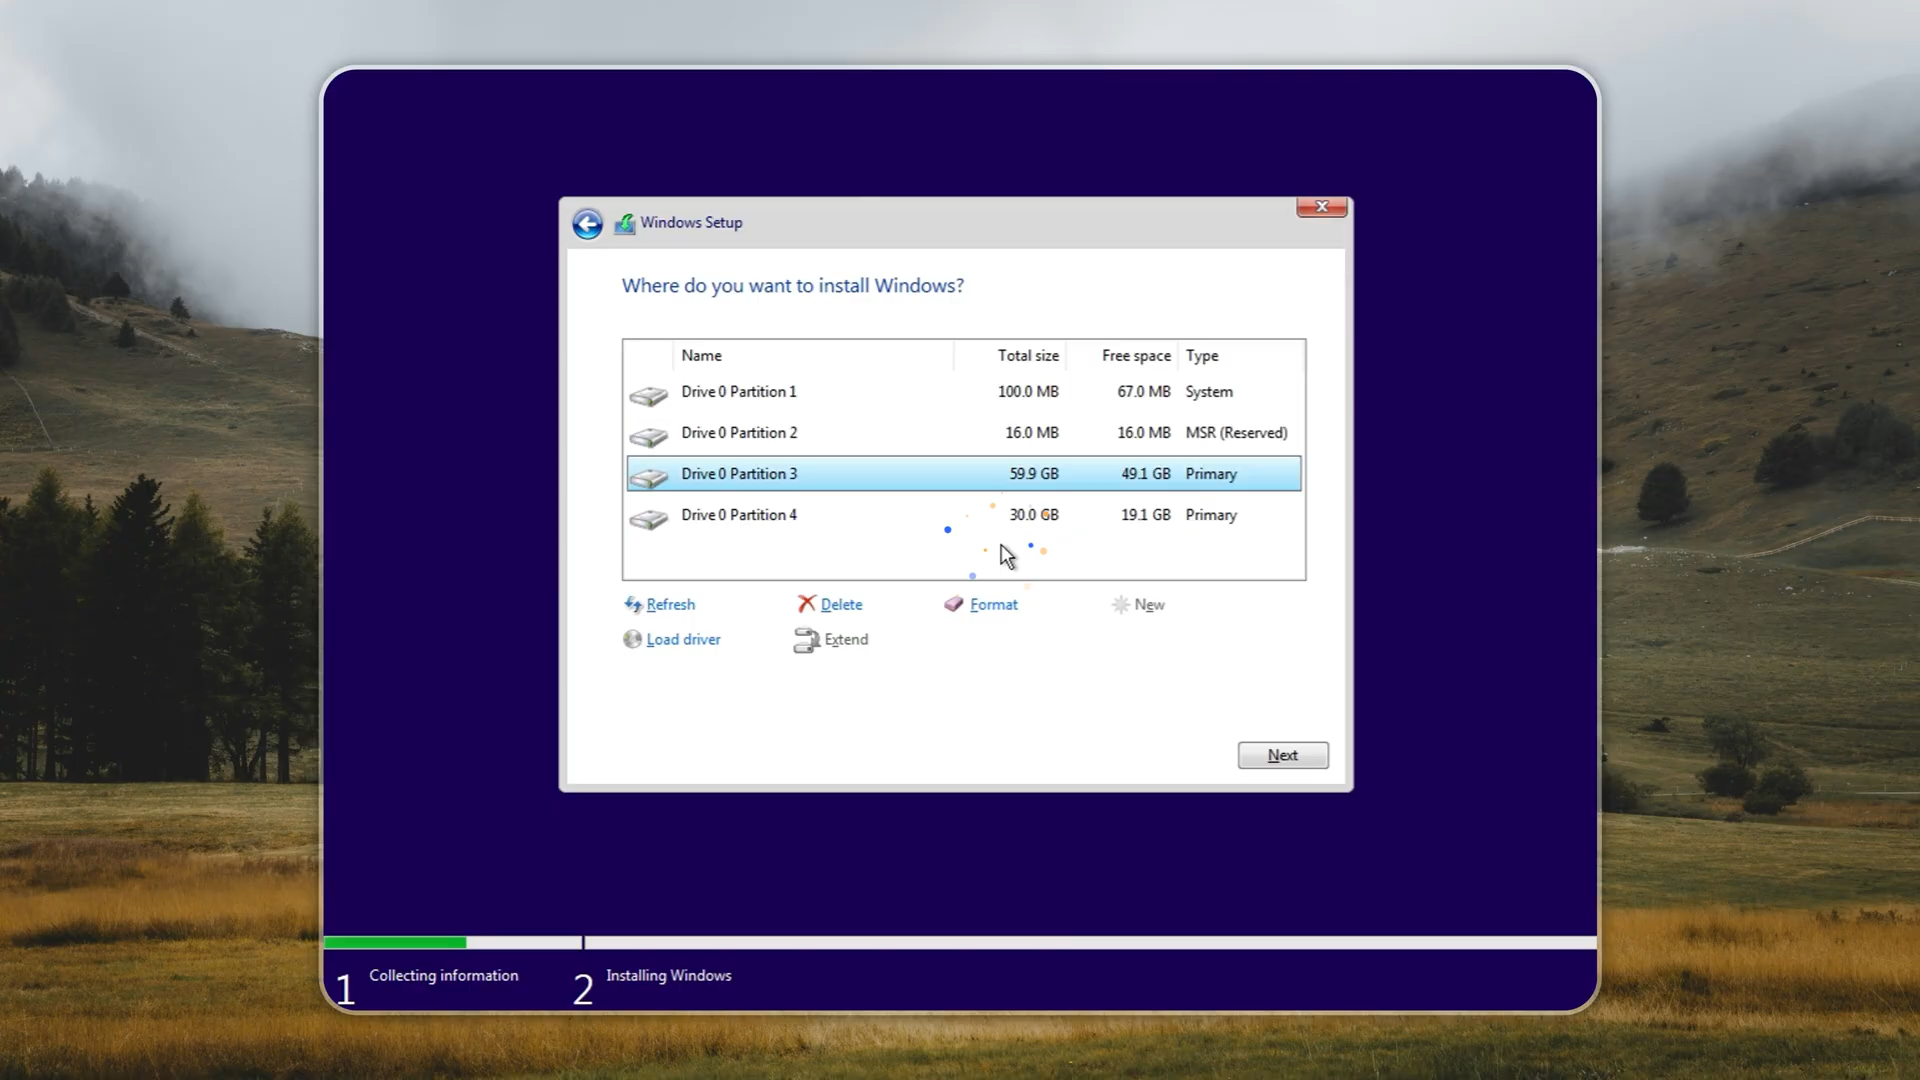 Windows Setup
Where do you want to install Windows?
Name Total size Free space Type
Drive 0 Partition 1 100.0 MB 67.0 MB System
Drive 0 Partition 2 16.0 MB 16.0 MB MSR (Reserved)
Drive 0 Partition 3 59.9 GB 49.1 GB Primary
Drive 0 Partition 4 30.0 GB 19.1 GB Primary
Refresh Delete Format New
Load driver Extend
Next
1 Collecting information 2 Installing Windows